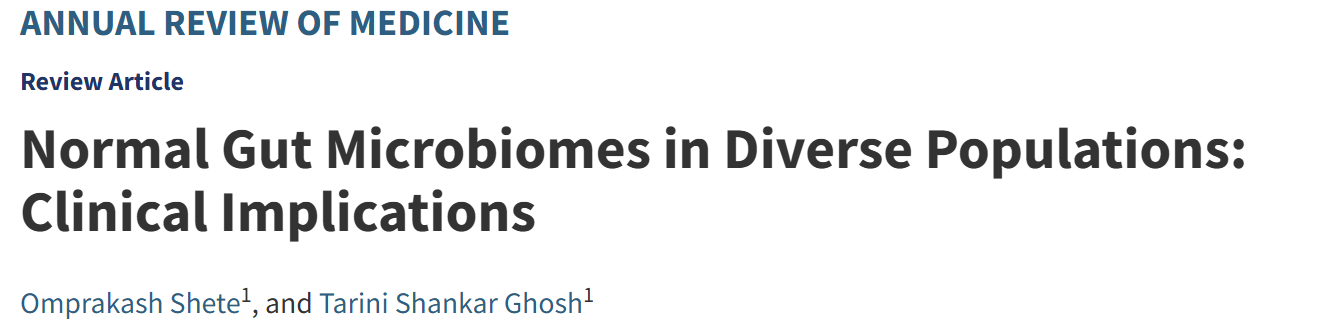 ANNUAL REVIEW OF MEDICINE
Review Article
Normal Gut Microbiomes in Diverse Populations:
Clinical Implications
Omprakash Shete1, and Tarini Shankar Ghosh1